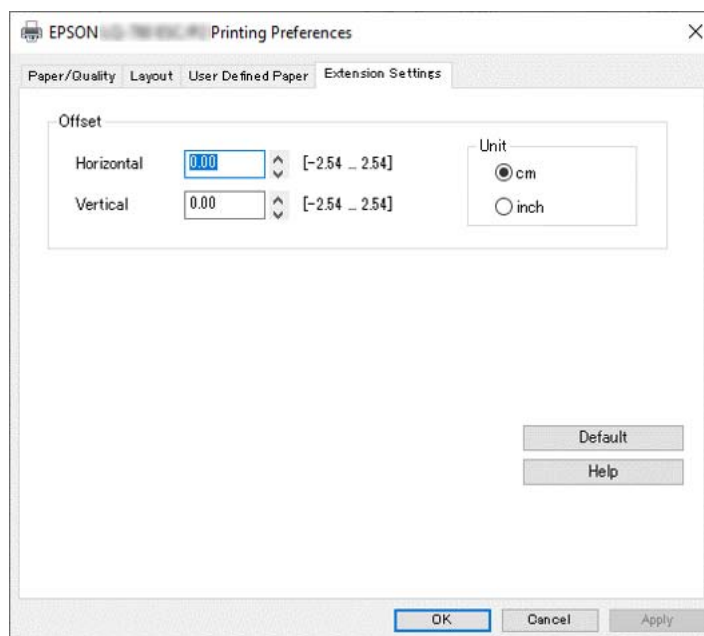 EPSON Printing Preferences
Paper/Quality Layout User Defined Paper Extension Settings
Offset
Horizontal 0.00 [-2.54 ... 2.54]
Vertical 0.00 [-2.54 ... 2.54]
Unit
cm
inch
Default
Help
OK Cancel Apply